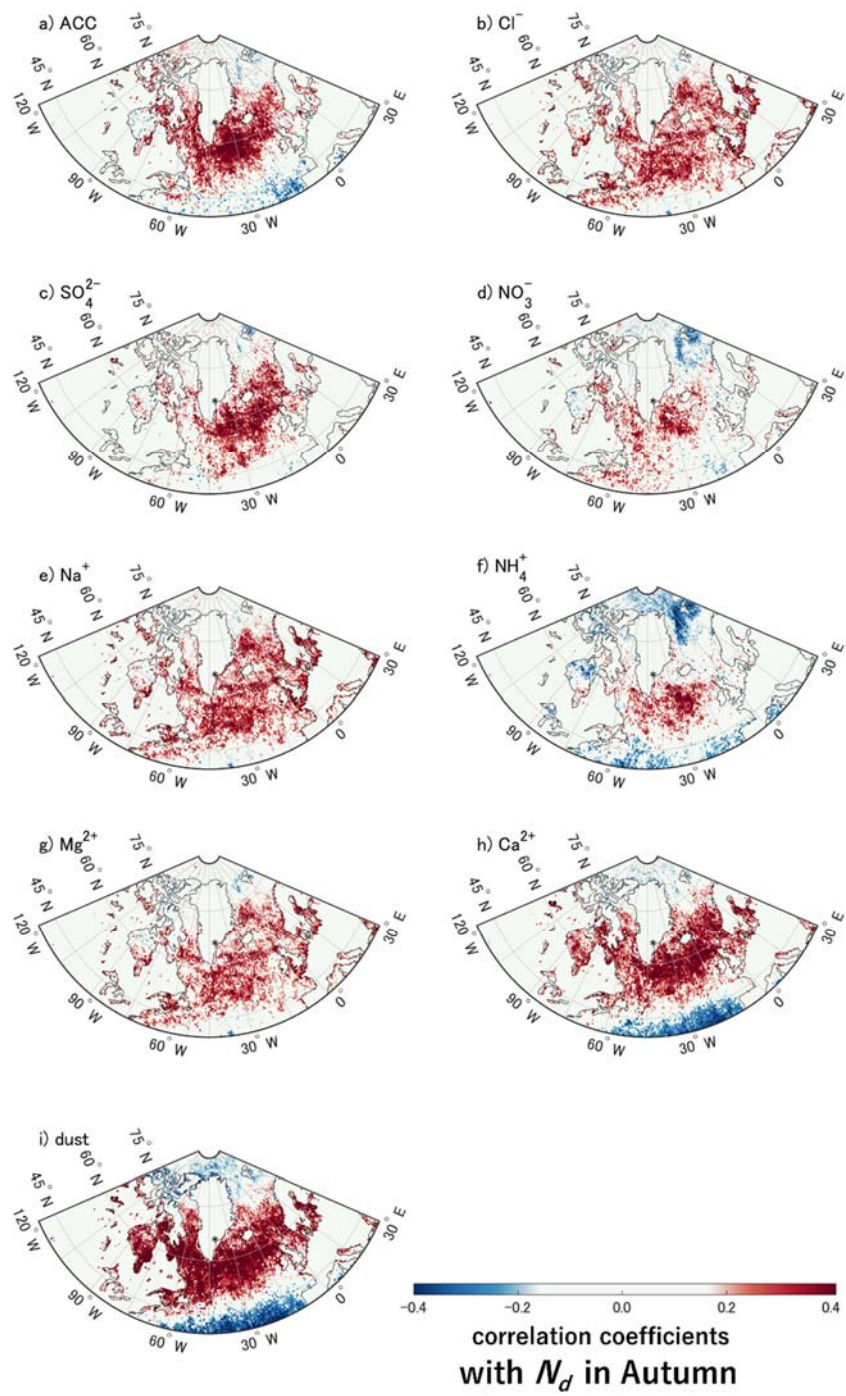 a) ACC
75 N
60 N
45 N
120 W
90 W
60 W
30 W
0
30 E
b) Cl⁻
75 N
60 N
45 N
120 W
90 W
60 W
30 W
0
30 E
c) SO₄²⁻
75 N
60 N
45 N
120 W
90 W
60 W
30 W
0
30 E
d) NO₃⁻
75 N
60 N
45 N
120 W
90 W
60 W
30 W
0
30 E
e) Na⁺
75 N
60 N
45 N
120 W
90 W
60 W
30 W
0
30 E
f) NH₄⁺
75 N
60 N
45 N
120 W
90 W
60 W
30 W
0
30 E
g) Mg²⁺
75 N
60 N
45 N
120 W
90 W
60 W
30 W
0
30 E
h) Ca²⁺
75 N
60 N
45 N
120 W
90 W
60 W
30 W
0
30 E
i) dust
75 N
60 N
45 N
120 W
90 W
60 W
30 W
0
30 E
−0.4 −0.2 0.0 0.2 0.4
correlation coefficients
with N_d in Autumn